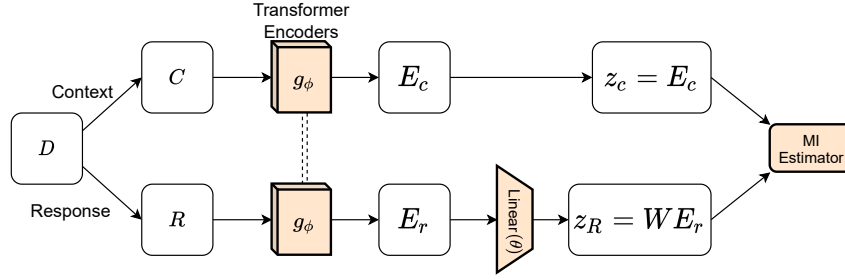 Transformer
Encoders
C
g_ϕ
E_c
z_c = E_c
Context
D
MI
Estimator
Response
R
g_ϕ
E_r
Linear(θ)
z_R = WE_r